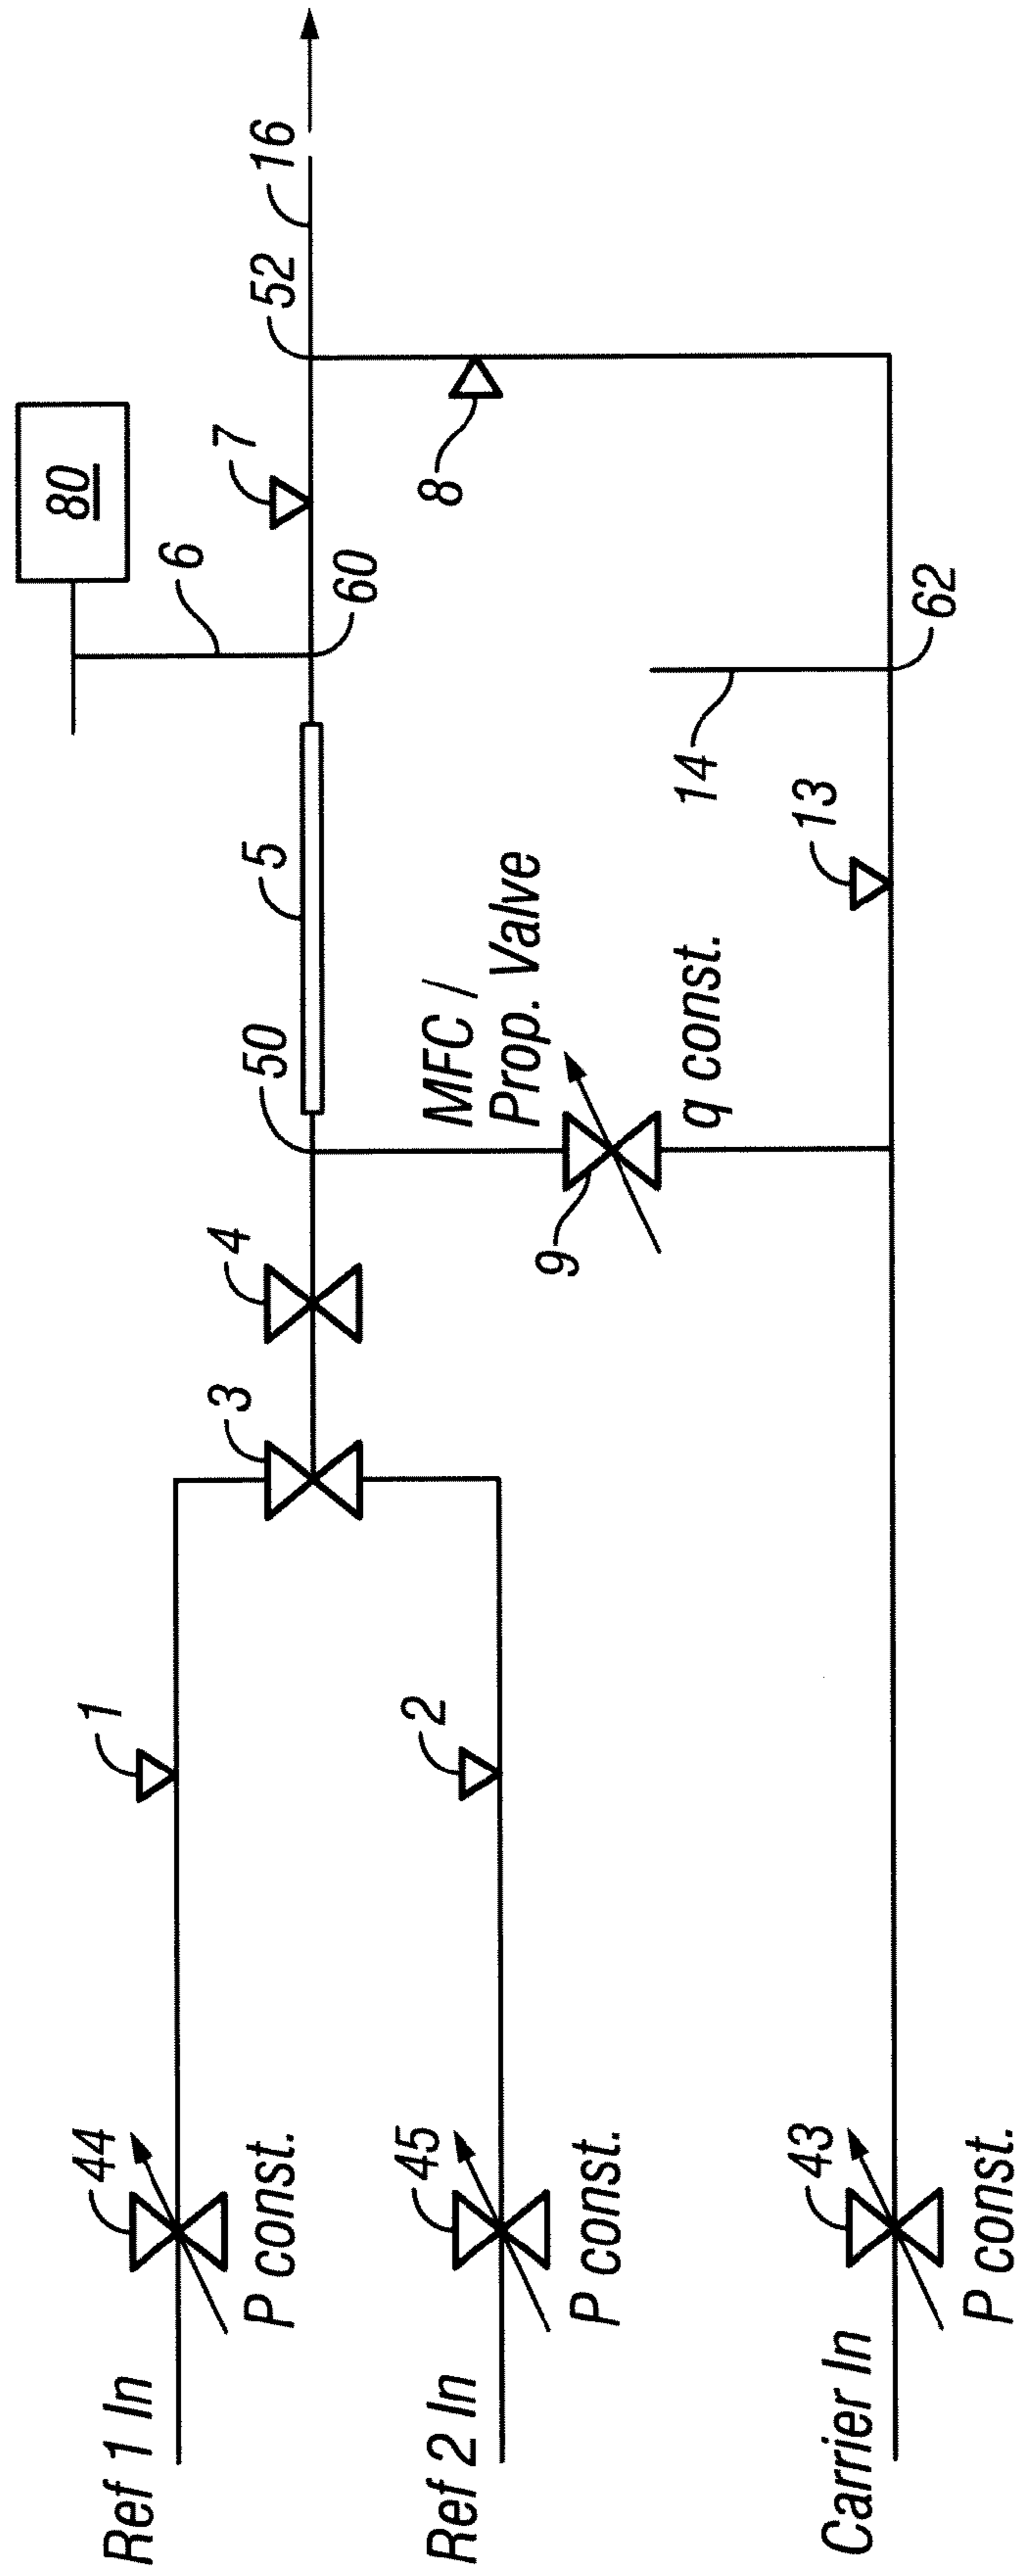 Ref 1 In
44
P const.
1
Ref 2 In
45
P const.
2
3
4
50
5
6
80
60
7
52
16
MFC /
Prop. Valve
9
q const.
8
Carrier In
43
P const.
13
14
62